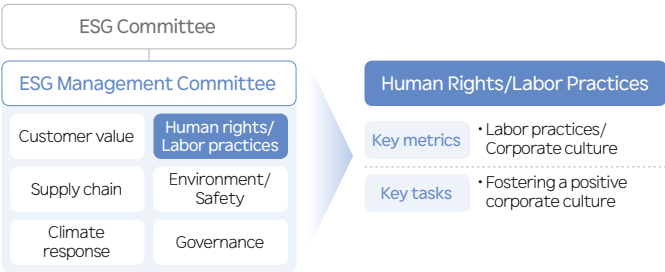 ESG Committee
ESG Management Committee
Customer value
Human rights/
Labor practices
Supply chain
Environment/
Safety
Climate
response
Governance
Human Rights/Labor Practices
Key metrics
• Labor practices/
Corporate culture
Key tasks
• Fostering a positive
corporate culture